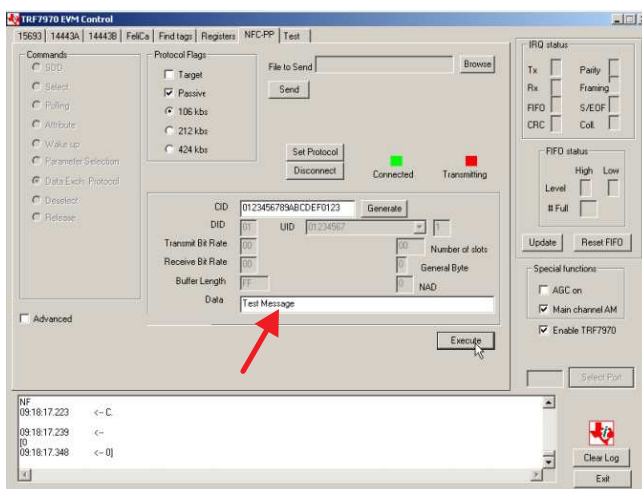 TRF7970 EVM Control
15693 14443A 14443B FeliCa Find tags Registers NFC-PP Test
Commands
SDD
Select
Polling
Attribute
Wake up
Parameter Selection
Data Exch. Protocol
Deselect
Release
Advanced
Protocol Flags
Target
Passive
106 kbs
212 kbs
424 kbs
File to Send Browse
Send
Set Protocol
Disconnect
Connected Transmitting
CID 0123456789ABCDEF0123 Generate
DID 01 UID 01234567 1
Transmit Bit Rate 00 00 Number of slots
Receive Bit Rate 00 0 General Byte
Buffer Length FF 0 NAD
Data Test Message
Execute
IRQ status
Tx Parity
Rx Framing
FIFO S/EOF
CRC Coll.
FIFO status
High Low
Level
# Full
Update Reset FIFO
Special functions
AGC on
Main channel AM
Enable TRF7970
Select Port
NF
09:18:17.223 <-- C.
09:18:17.239 <--
[0
09:18:17.348 <-- 0]
Clear Log
Exit